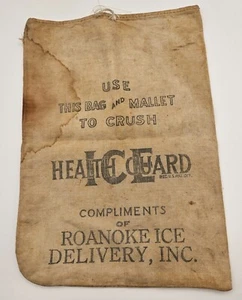 USE
THIS BAG AND MALLET
TO CRUSH
HEALTH GUARD
ICE
COMPLIMENTS
OF
ROANOKE ICE
DELIVERY, INC.